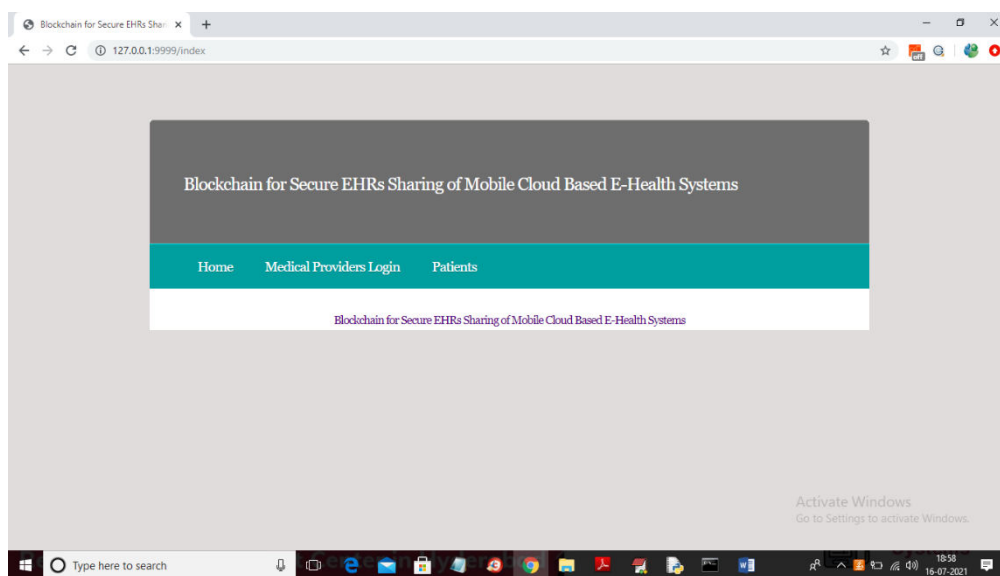 Blockchain for Secure EHRs Shar
127.0.0.1:9999/index
off
Blockchain for Secure EHRs Sharing of Mobile Cloud Based E-Health Systems
Home Medical Providers Login Patients
Blockchain for Secure EHRs Sharing of Mobile Cloud Based E-Health Systems
Activate Windows
Go to Settings to activate Windows.
Type here to search
18:58
16-07-2021